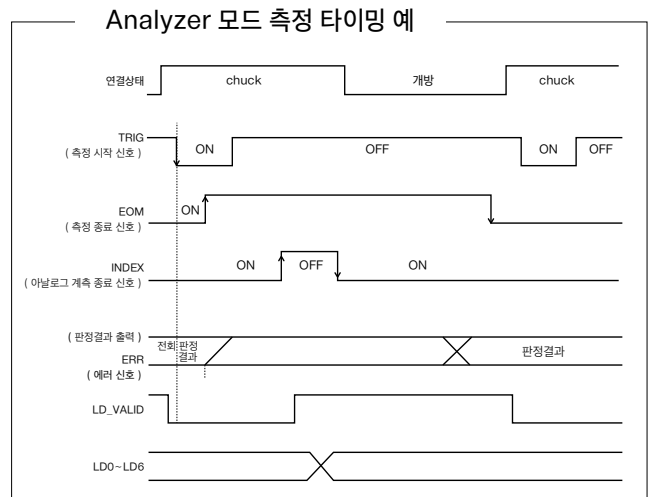 Analyzer 모드 측정 타이밍 예
연결상태
chuck
개방
chuck
TRIG
( 측정 시작 신호 )
ON
OFF
ON
OFF
EOM
( 측정 종료 신호 )
ON
INDEX
( 아날로그 계측 종료 신호 )
ON
OFF
ON
( 판정결과 출력 )
ERR
( 에러 신호 )
전회 판정
결과
판정결과
LD_VALID
LD0~LD6